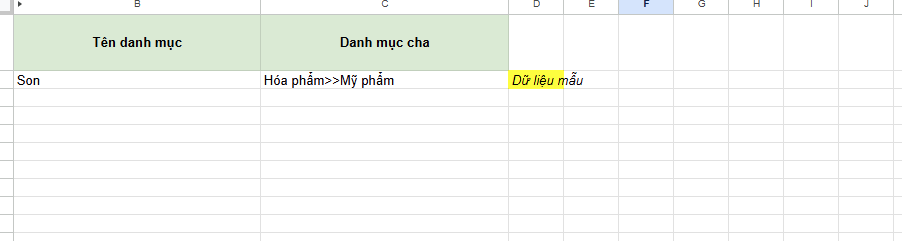 B C D E F G H I J
Tên danh mục Danh mục cha
Son Hóa phẩm>>Mỹ phẩm Dữ liệu mẫu